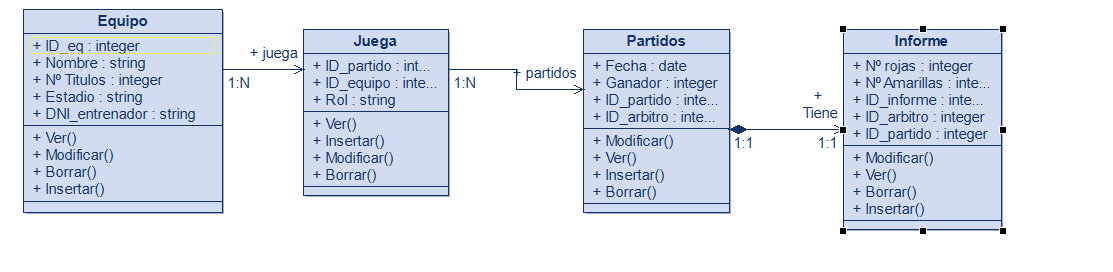 Equipo
+ ID_eq : integer
+ Nombre : string
+ Nº Titulos : integer
+ Estadio : string
+ DNI_entrenador : string
+ Ver()
+ Modificar()
+ Borrar()
+ Insertar()
+ juega
1:N
Juega
+ ID_partido : int...
+ ID_equipo : inte...
+ Rol : string
+ Ver()
+ Insertar()
+ Modificar()
+ Borrar()
+ partidos
1:N
Partidos
+ Fecha : date
+ Ganador : integer
+ ID_partido : inte...
+ ID_arbitro : inte...
+ Modificar()
+ Ver()
+ Insertar()
+ Borrar()
+
Tiene
1:1
1:1
Informe
+ Nº rojas : integer
+ Nº Amarillas : inte...
+ ID_informe : inte...
+ ID_arbitro : integer
+ ID_partido : integer
+ Modificar()
+ Ver()
+ Borrar()
+ Insertar()